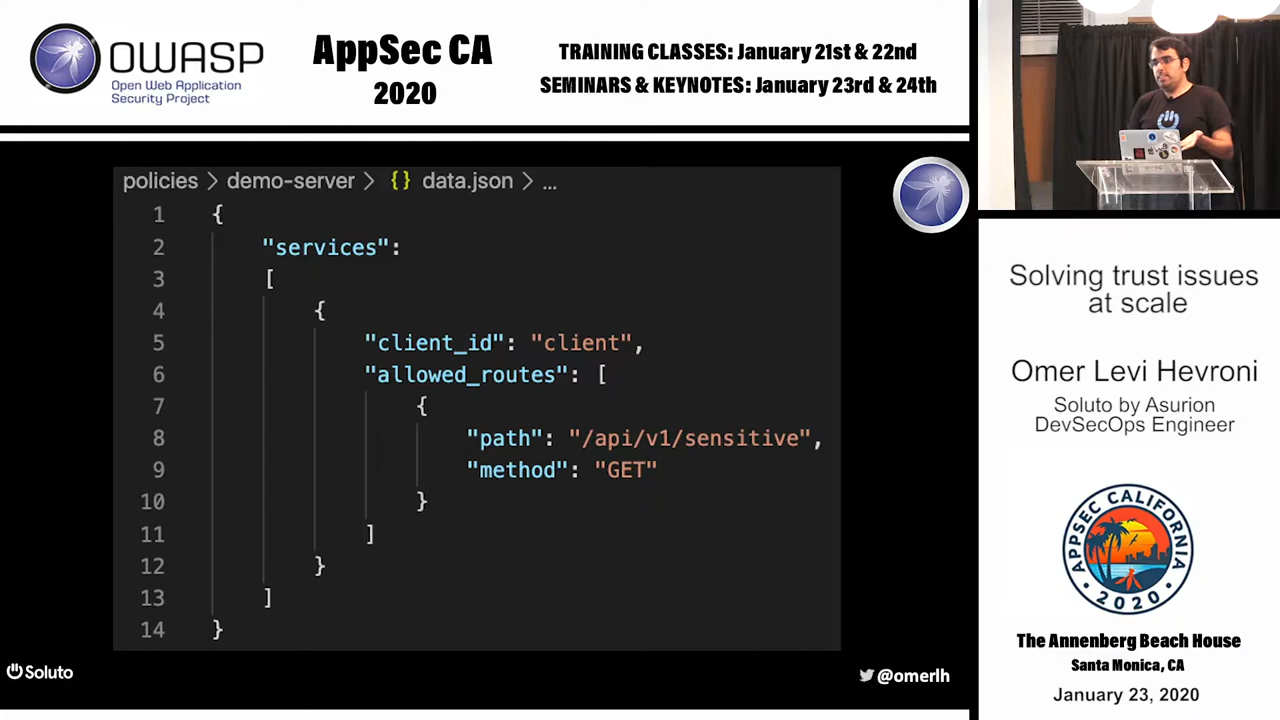 OWASP
Open Web Application
Security Project
AppSec CA
2020
TRAINING CLASSES: January 21st & 22nd
SEMINARS & KEYNOTES: January 23rd & 24th
policies > demo-server > {} data.json > ...
1 {
2 "services":
3 [
4 {
5 "client_id": "client",
6 "allowed_routes": [
7 {
8 "path": "/api/v1/sensitive",
9 "method": "GET"
10 }
11 ]
12 }
13 ]
14 }
Soluto
@omerlh
Solving trust issues
at scale
Omer Levi Hevroni
Soluto by Asurion
DevSecOps Engineer
APPSEC CALIFORNIA
2020
The Annenberg Beach House
Santa Monica, CA
January 23, 2020